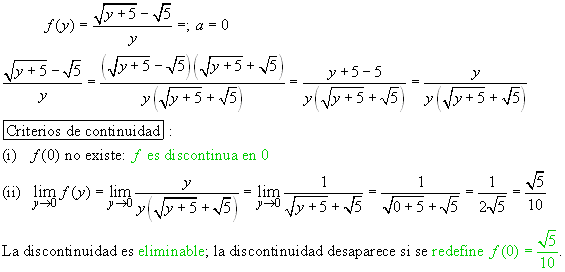 f(y) = (√(y+5) − √5)/y =; a = 0
(√(y+5) − √5)/y = ((√(y+5) − √5)(√(y+5) + √5))/(y(√(y+5) + √5)) = (y+5−5)/(y(√(y+5) + √5)) = y/(y(√(y+5) + √5))
Criterios de continuidad :
(i) f(0) no existe: f es discontinua en 0
(ii) lim_{y→0} f(y) = lim_{y→0} y/(y(√(y+5) + √5)) = lim_{y→0} 1/(√(y+5) + √5) = 1/(√(0+5) + √5) = 1/(2√5) = √5/10
La discontinuidad es eliminable; la discontinuidad desaparece si se redefine f(0) = √5/10.